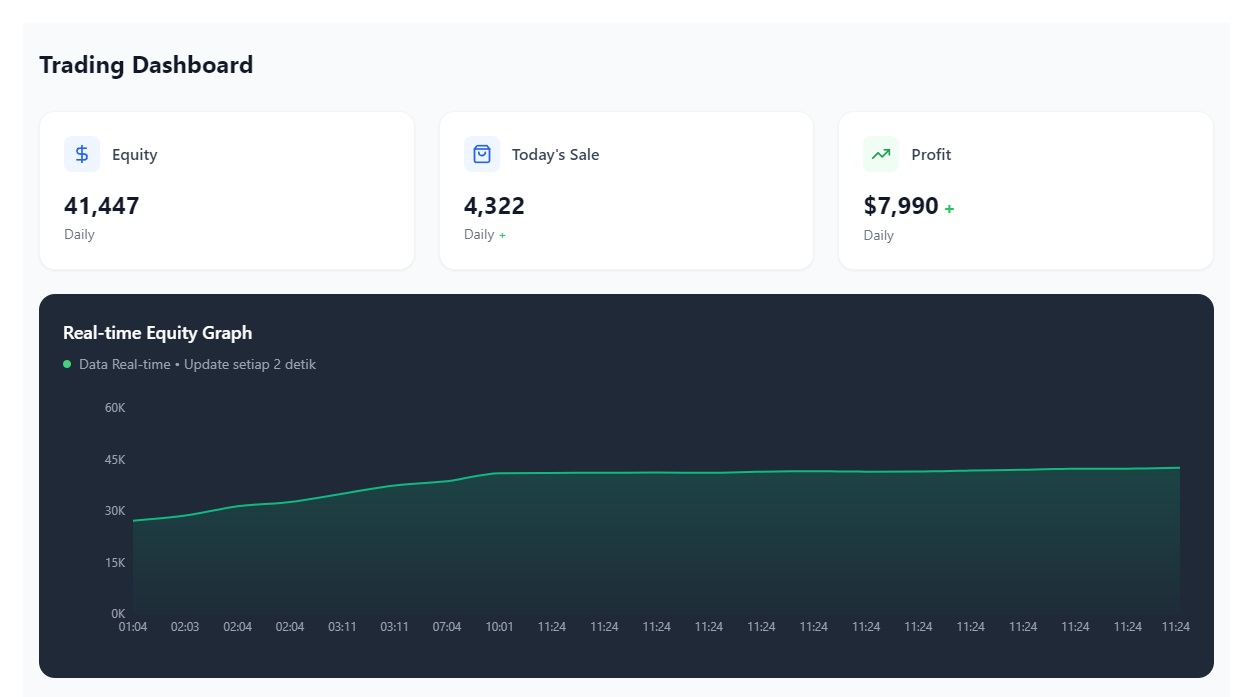 Trading Dashboard
Equity
41,447
Daily
Today's Sale
4,322
Daily +
Profit
$7,990 +
Daily
Real-time Equity Graph
Data Real-time • Update setiap 2 detik
60K
45K
30K
15K
0K
01:04 02:03 02:04 02:04 03:11 03:11 07:04 10:01 11:24 11:24 11:24 11:24 11:24 11:24 11:24 11:24 11:24 11:24 11:24 11:24 11:24